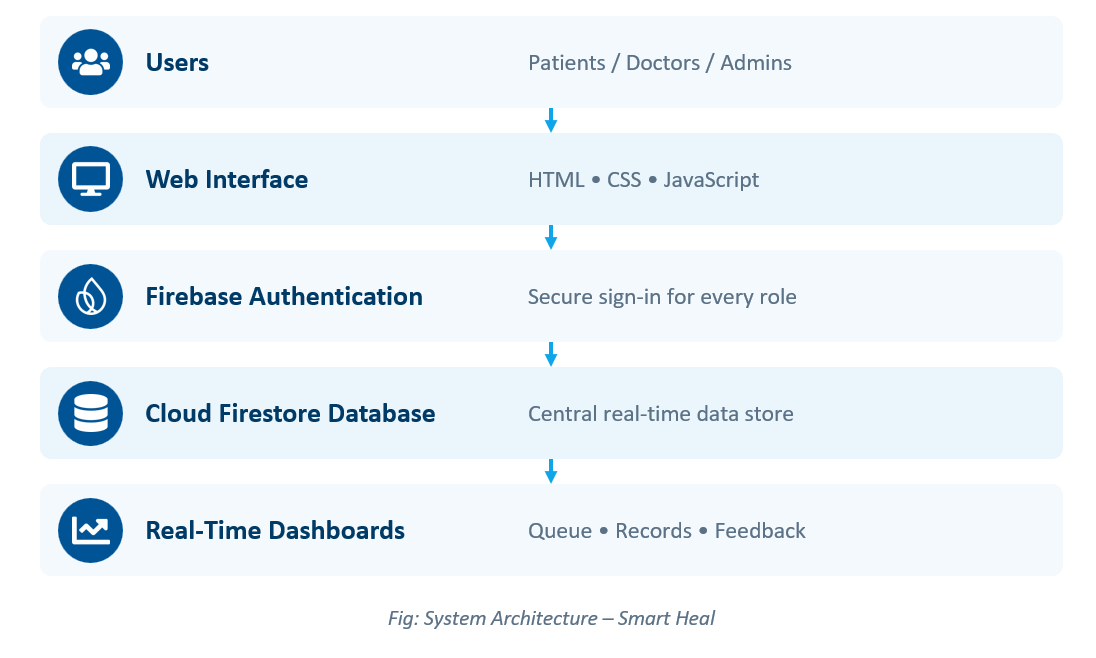 Users
Patients / Doctors / Admins
Web Interface
HTML • CSS • JavaScript
Firebase Authentication
Secure sign-in for every role
Cloud Firestore Database
Central real-time data store
Real-Time Dashboards
Queue • Records • Feedback
Fig: System Architecture – Smart Heal